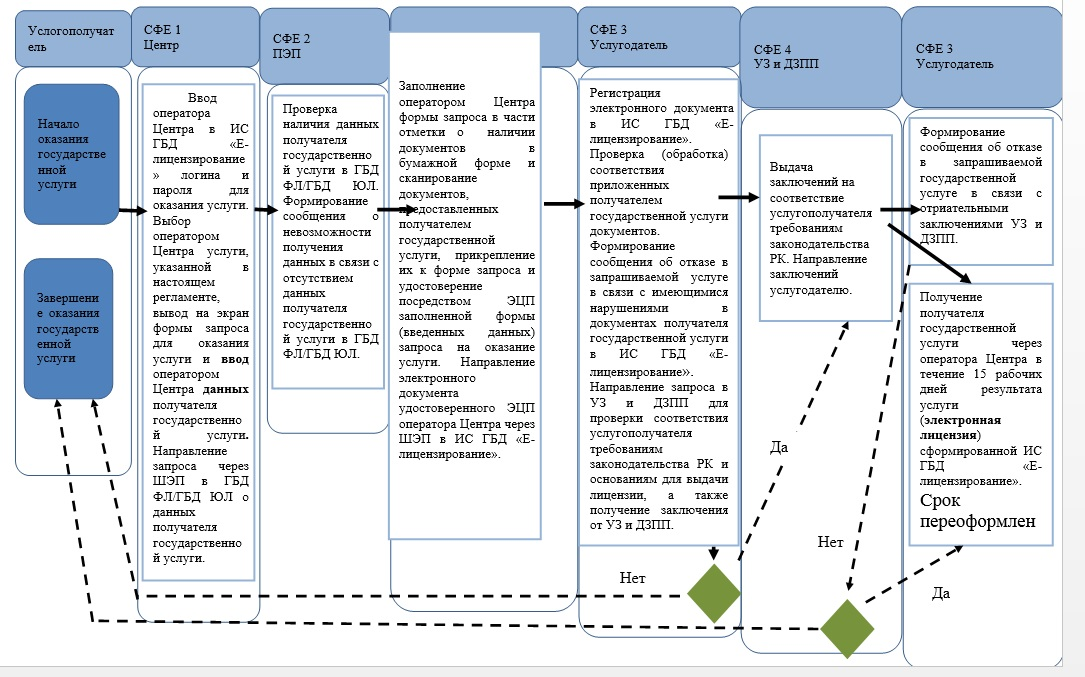 Услогополучат
ель
СФЕ 1
Центр
СФЕ 2
ПЭП
СФЕ 3
Услугодатель
СФЕ 4
УЗ и ДЗПП
СФЕ 3
Услугодатель
Начало
оказания
государстве
нной
услуги
Завершени
е оказания
государств
енной
услуги
Ввод
оператора
Центра в ИС
ГБД «Е-
лицензирование
» логина и
пароля для
оказания услуги.
Выбор
оператором
Центра услуги,
указанной в
настоящем
регламенте,
вывод на экран
формы запроса
для оказания
услуги и ввод
оператором
Центра данных
получателя
государственно
й услуги.
Направление
запроса через
ШЭП в ГБД
ФЛ/ГБД ЮЛ о
данных
получателя
государственно
й услуги.
Проверка
наличия данных
получателя
государственно
й услуги в ГБД
ФЛ/ГБД ЮЛ.
Формирование
сообщения о
невозможности
получения
данных в связи с
отсутствием
данных
получателя
государственно
й услуги в ГБД
ФЛ/ГБД ЮЛ.
Заполнение
оператором Центра
формы запроса в части
отметки о наличии
документов в
бумажной форме и
сканирование
документов,
предоставленных
получателем
государственной
услуги, прикрепление
их к форме запроса и
удостоверение
посредством ЭЦП
заполненной формы
(введенных данных)
запроса на оказание
услуги. Направление
электронного
документа
удостоверенного ЭЦП
оператора Центра через
ШЭП в ИС ГБД «Е-
лицензирование».
Регистрация
электронного документа
в ИС ГБД «Е-
лицензирование».
Проверка (обработка)
соответствия
приложенных
получателем
государственной услуги
документов.
Формирование
сообщения об отказе в
запрашиваемой услуге
в связи с имеющимися
нарушениями в
документах получателя
государственной услуги
в ИС ГБД «Е-
лицензирование».
Направление запроса в
УЗ и ДЗПП для
проверки соответствия
услугополучателя
требованиям
законодательства РК и
основаниям для выдачи
лицензии, а также
получение заключения
от УЗ и ДЗПП.
Выдача
заключений на
соответствие
услугополучателя
требованиям
законодательства
РК. Направление
заключений
услугодателю.
Формирование
сообщения об отказе
в запрашиваемой
государственной
услуге в связи с
отриательными
заключениями УЗ и
ДЗПП.
Получение
получателя
государственной
услуги через
оператора Центра в
течение 15 рабочих
дней результата
услуги
(электронная
лицензия)
сформированной ИС
ГБД «Е-
лицензирование».
Срок
переоформлен
Да
Нет
Нет
Да